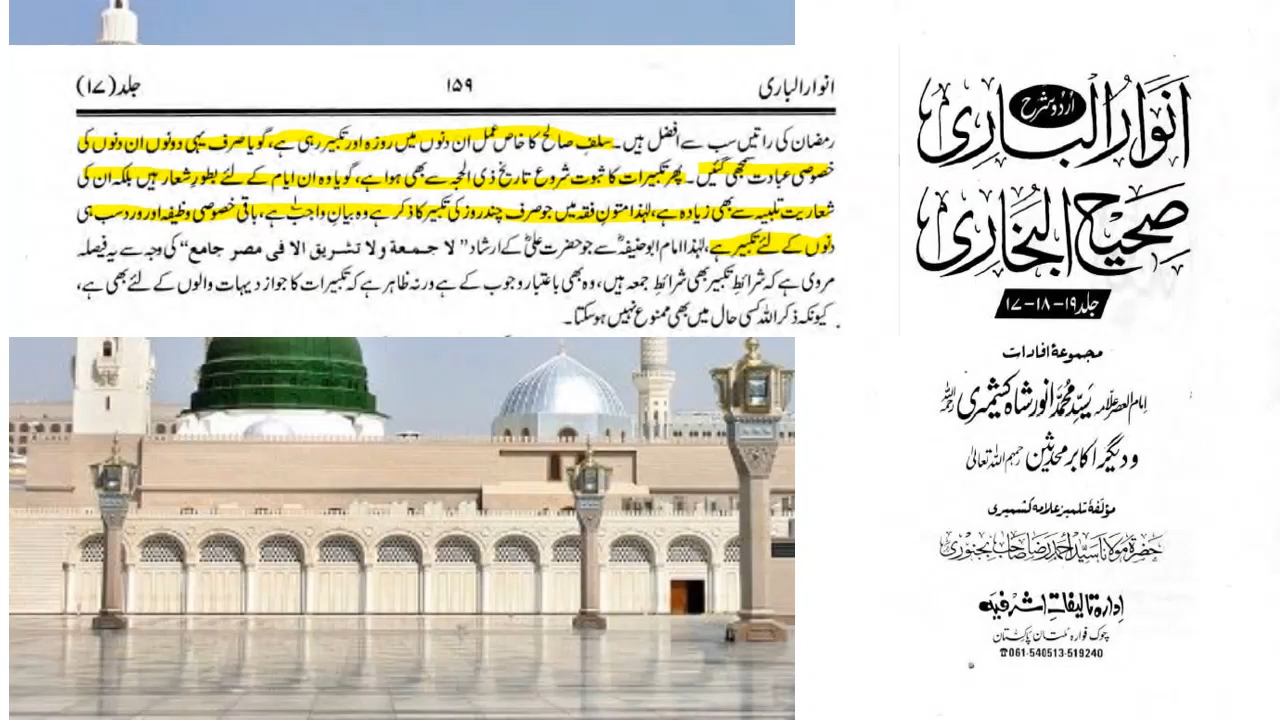 انوار الباری ۱۵۹ جلد (۱۷)
رمضان کی راتیں سب سے افضل ہیں۔ سلف صالح کا خاص عمل ان دنوں میں روزہ اور تکبیر رہی ہے، گویا صرف یہی دونوں ان دنوں کی
خصوصی عبادت سمجھی گئیں۔ پھر تکبیرات کا ثبوت شروع تاریخ ذی الحجہ سے بھی ہوا ہے، گویا وہ ان ایام کے لئے بطور شعار ہیں بلکہ ان کی
شعاریت تلبیہ سے بھی زیادہ ہے، لہٰذا متونِ فقہ میں جو صرف چند روز کی تکبیر کا ذکر ہے وہ بیانِ واجب ہے، باقی خصوصی وظیفہ اور ورد سب ہی
دنوں کے لئے تکبیر ہے، لہٰذا امام ابوحنیفہؒ سے جو حضرت علیؓ کے ارشاد "لا جمعة ولا تشریق الا فی مصر جامع" کی وجہ سے یہ فیصلہ
مروی ہے کہ شرائطِ تکبیر بھی شرائطِ جمعہ ہیں، وہ بھی باعتبار وجوب کے ہے ورنہ ظاہر ہے کہ تکبیرات کا جواز دیہات والوں کے لئے بھی ہے،
کیونکہ ذکر اللہ کسی حال میں بھی ممنوع نہیں ہوسکتا۔
انوار الباری
اردو شرح
صحیح البخاری
جلد ۱۹-۱۸-۱۷
مجموعۂ افادات
امام العصر علامہ سید محمد انور شاہ کشمیری رحمہ اللہ
و دیگر اکابر محدثین رحمہم اللہ تعالیٰ
مؤلفۂ تلمیذ علامہ کشمیری
حضرۃ مولانا سید احمد رضا صاحب بجنوری
ادارہ تالیفات اشرفیہ
چوک فوارہ ملتان پاکستان
☎061-540513-519240